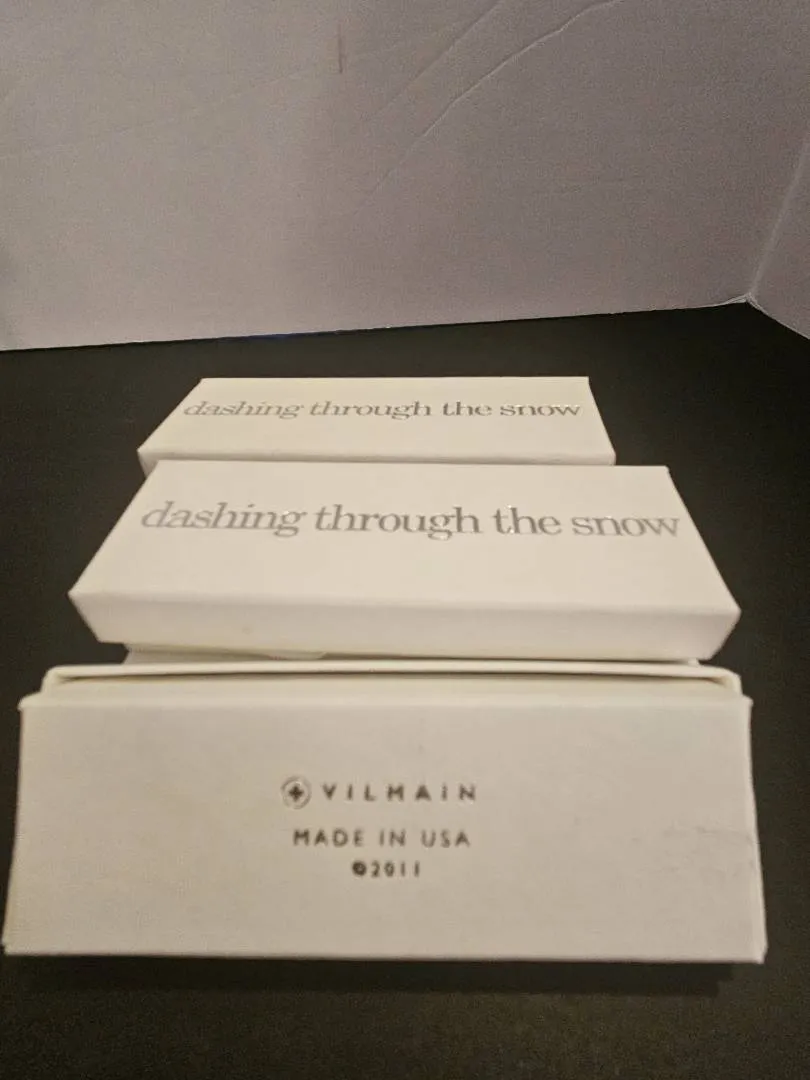 dashing through the snow
dashing through the snow
VILMAIN
MADE IN USA
©2011